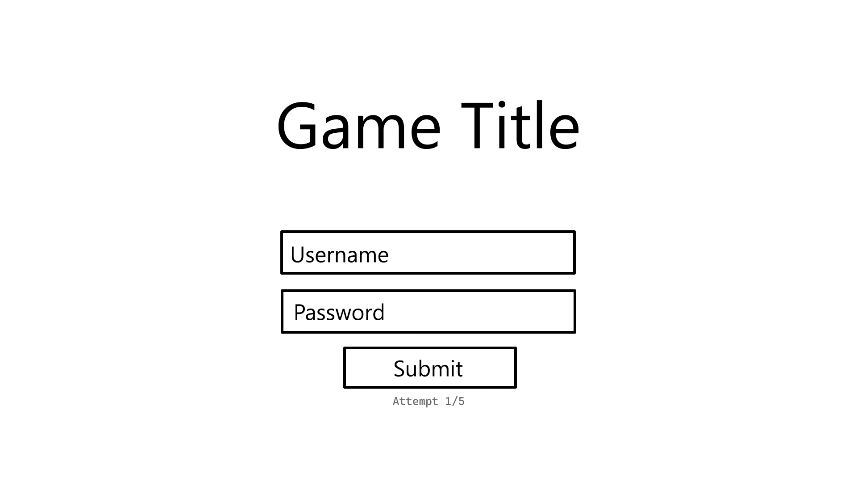 Game Title
Username
Password
Submit
Attempt 1/5